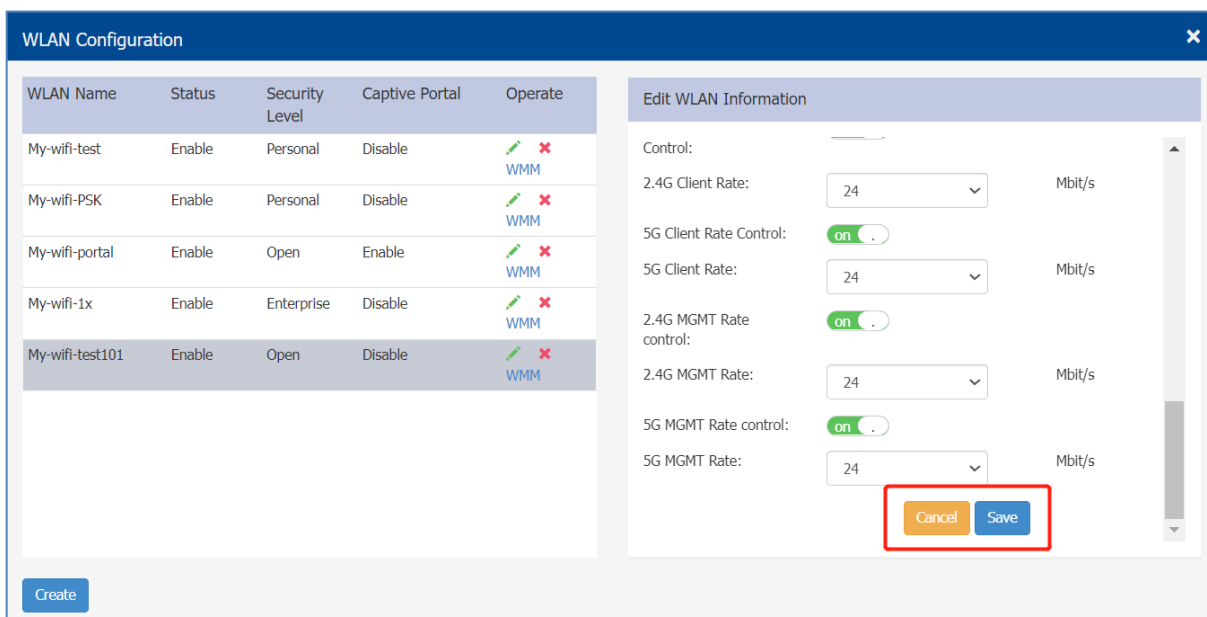 WLAN Configuration
WLAN Name Status Security Level Captive Portal Operate
My-wifi-test Enable Personal Disable
WMM
My-wifi-PSK Enable Personal Disable
WMM
My-wifi-portal Enable Open Enable
WMM
My-wifi-1x Enable Enterprise Disable
WMM
My-wifi-test101 Enable Open Disable
WMM
Create
Edit WLAN Information
Control:
2.4G Client Rate: 24 Mbit/s
5G Client Rate Control: on .
5G Client Rate: 24 Mbit/s
2.4G MGMT Rate control: on .
2.4G MGMT Rate: 24 Mbit/s
5G MGMT Rate control: on .
5G MGMT Rate: 24 Mbit/s
Cancel Save